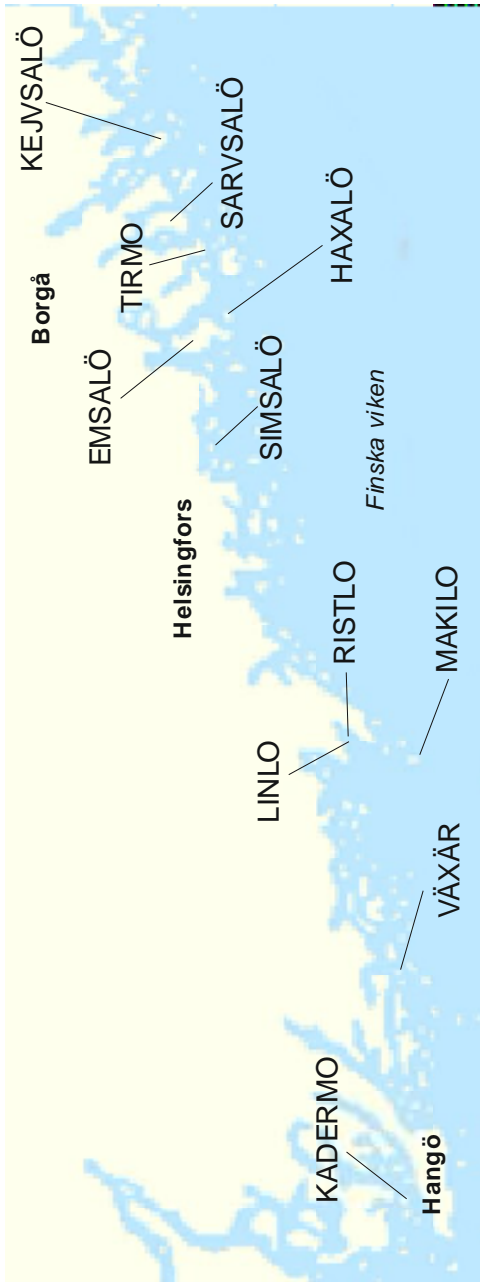 KEJVSALÖ
SARVSALÖ
Borgå
TIRMO
HAXALÖ
EMSALÖ
SIMSALÖ
Finska viken
Helsingfors
RISTLO
MAKILO
LINLO
VÄXÄR
KADERMO
Hangö